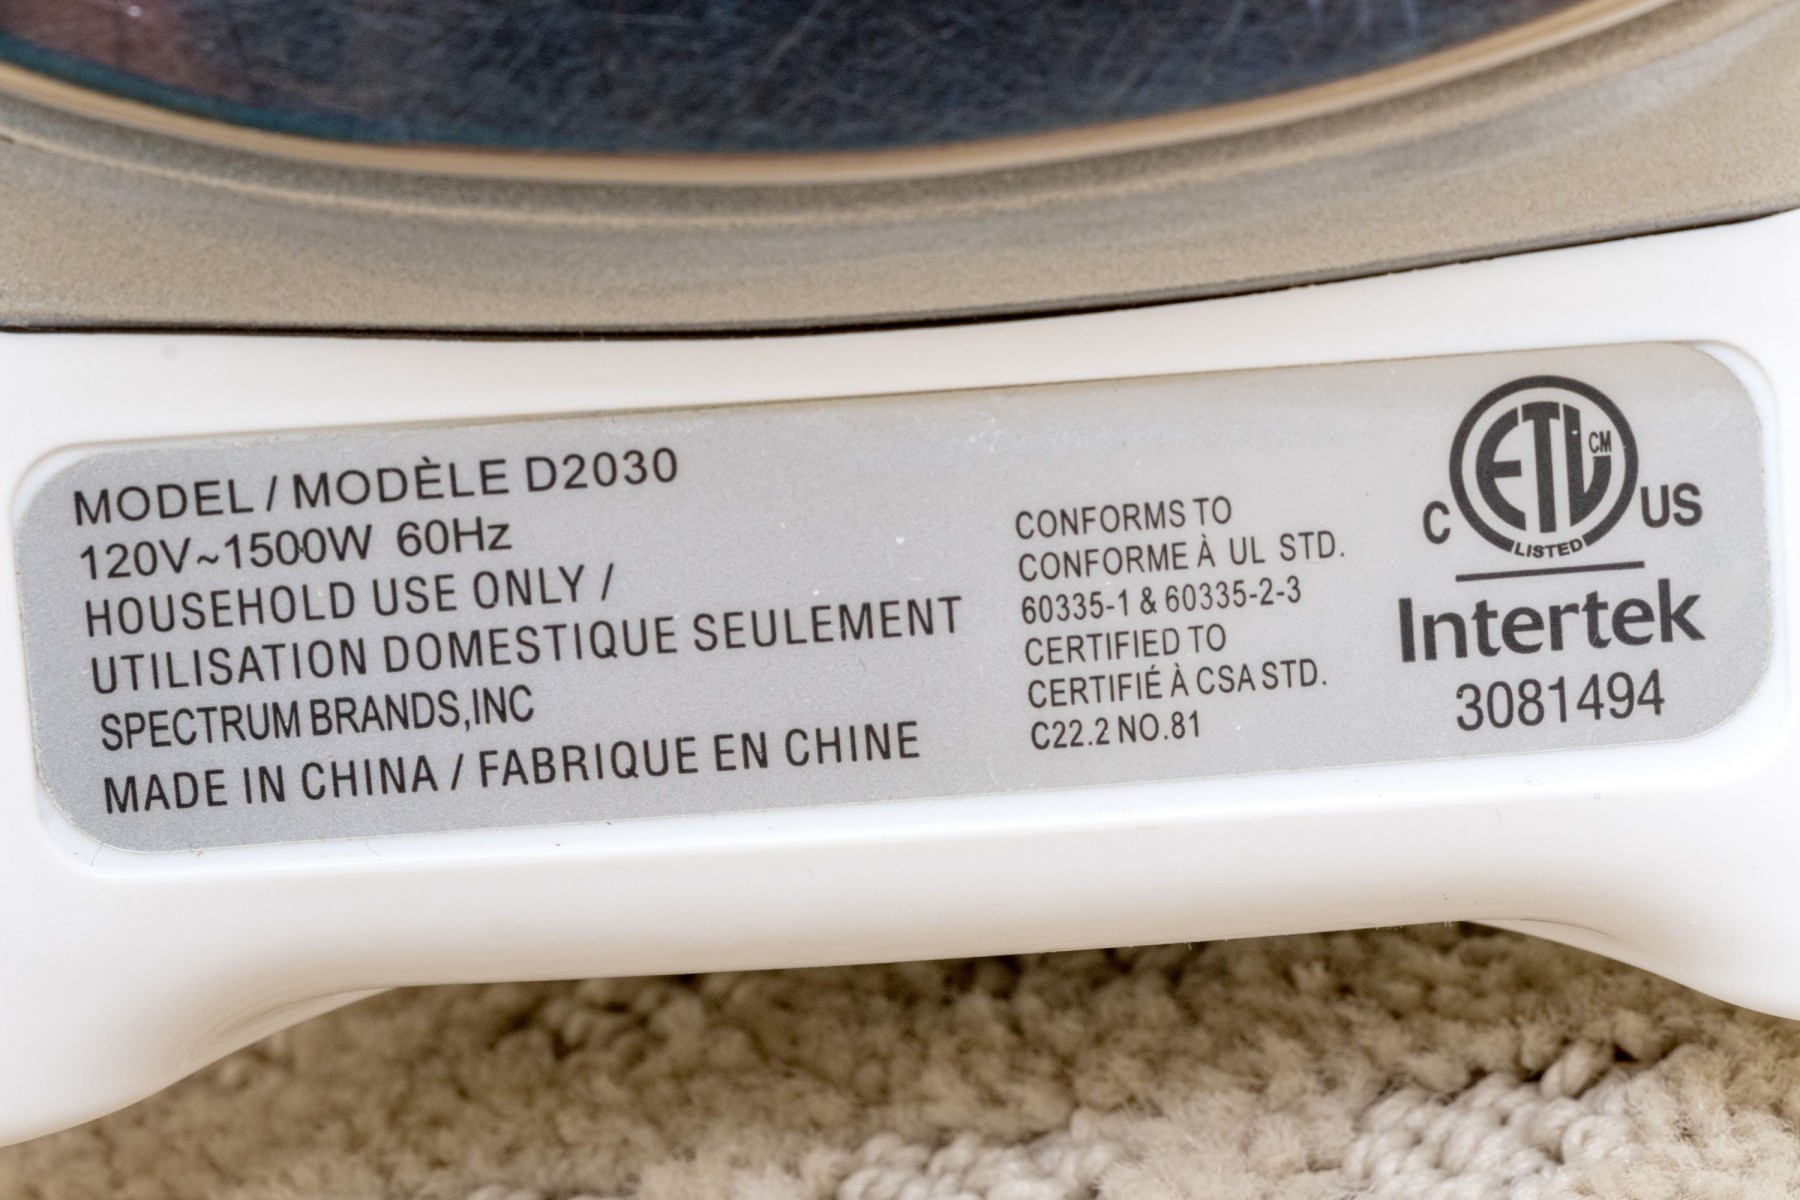 MODEL / MODÈLE D2030
120V~1500W 60Hz
HOUSEHOLD USE ONLY /
UTILISATION DOMESTIQUE SEULEMENT
SPECTRUM BRANDS,INC
MADE IN CHINA / FABRIQUE EN CHINE
CONFORMS TO
CONFORME À UL STD.
60335-1 & 60335-2-3
CERTIFIED TO
CERTIFIÉ À CSA STD.
C22.2 NO.81
ETL CM
C US
LISTED
Intertek
3081494